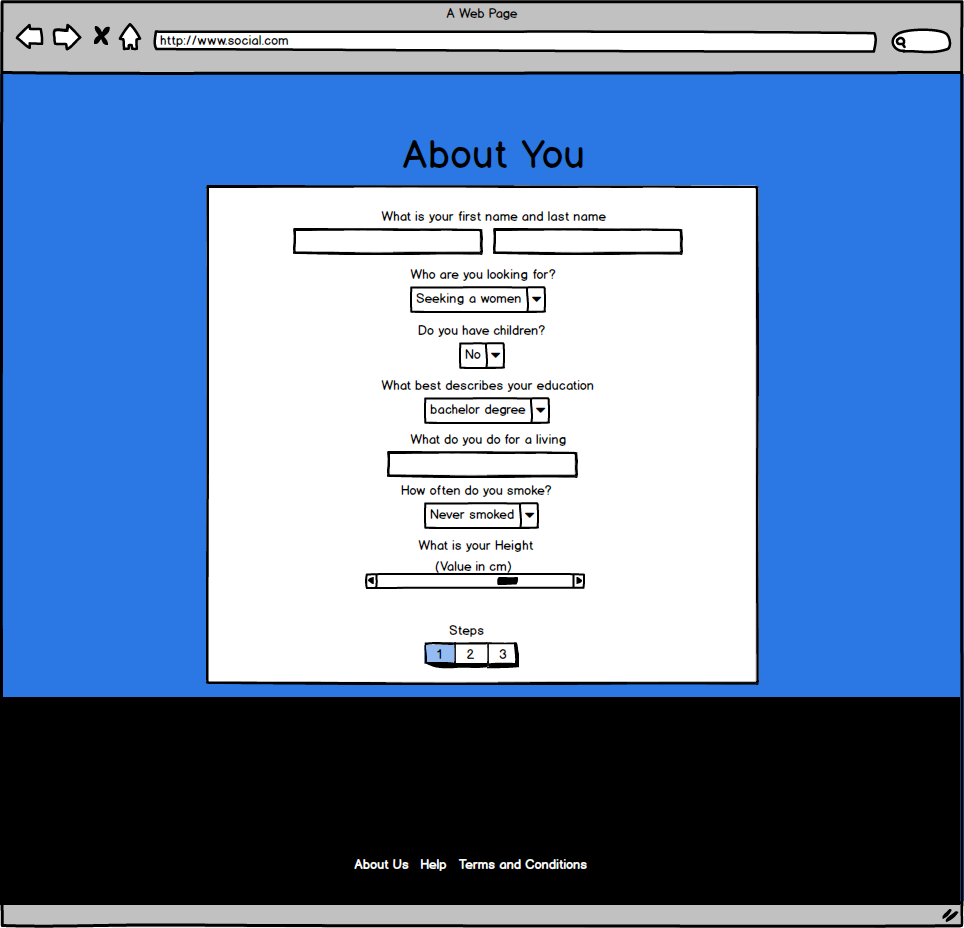 A Web Page
http://www.social.com
About You
What is your first name and last name
Who are you looking for?
Seeking a women
Do you have children?
No
What best describes your education
bachelor degree
What do you do for a living
How often do you smoke?
Never smoked
What is your Height
(Value in cm)
Steps
1 2 3
About Us Help Terms and Conditions